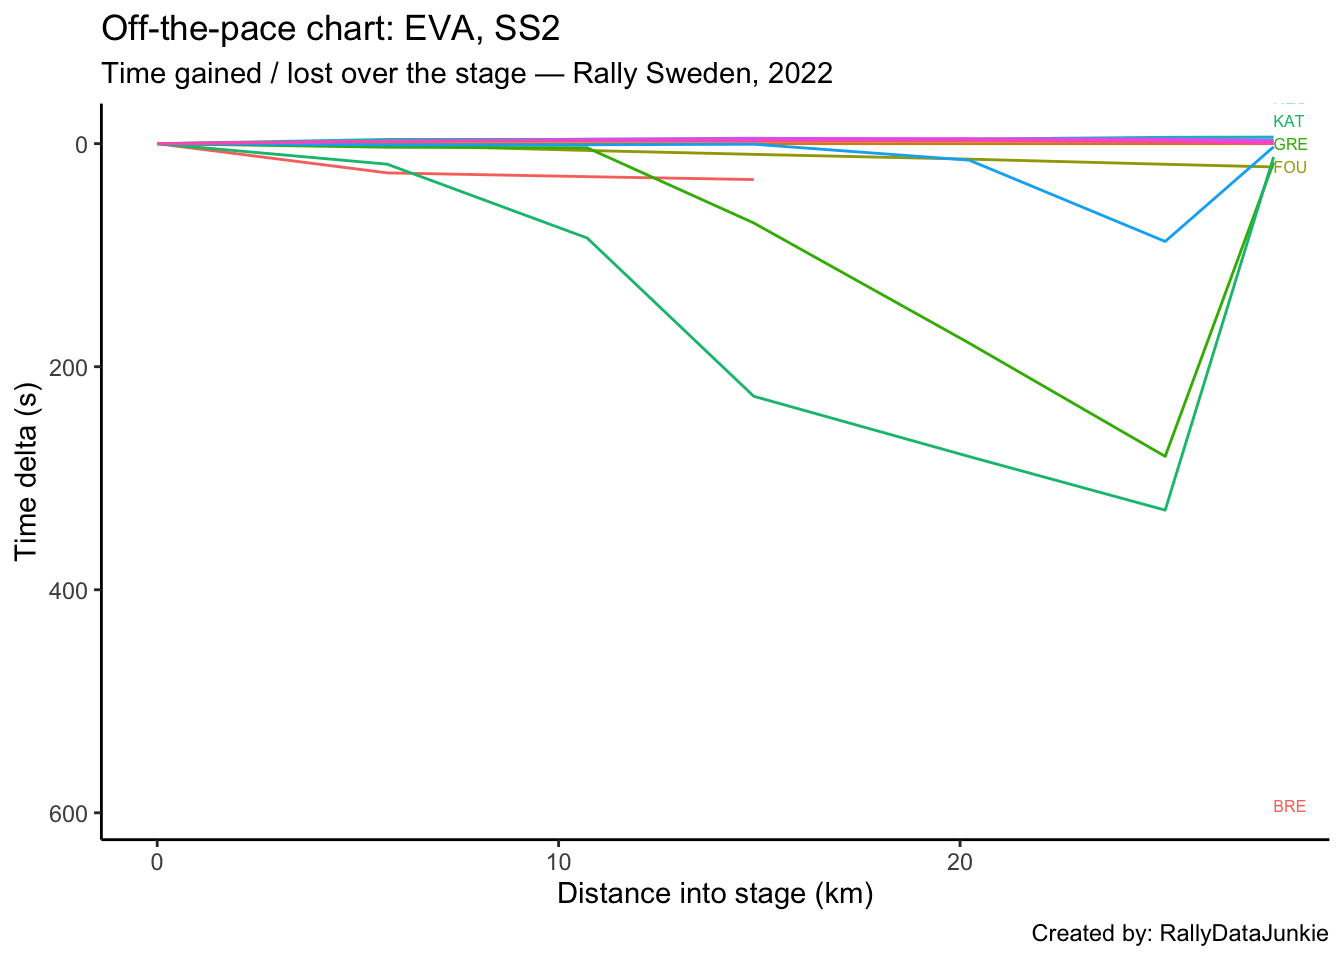 Off-the-pace chart: EVA, SS2
Time gained / lost over the stage — Rally Sweden, 2022
KAT
GRE
FOU
BRE
0
200
400
600
Time delta (s)
0 10 20
Distance into stage (km)
Created by: RallyDataJunkie